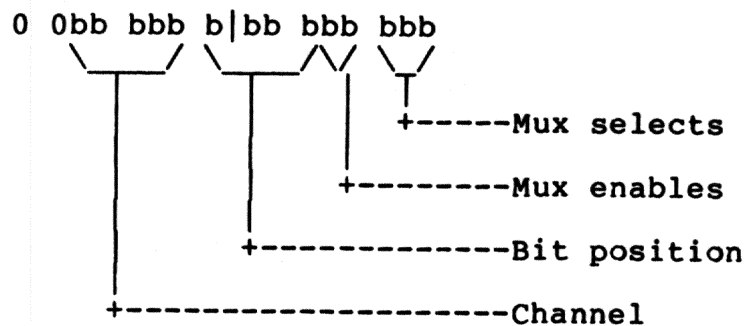 0 0bb bbb b|bb bbb bbb
+-----Mux selects
+---------Mux enables
+---------------Bit position
+----------------------Channel